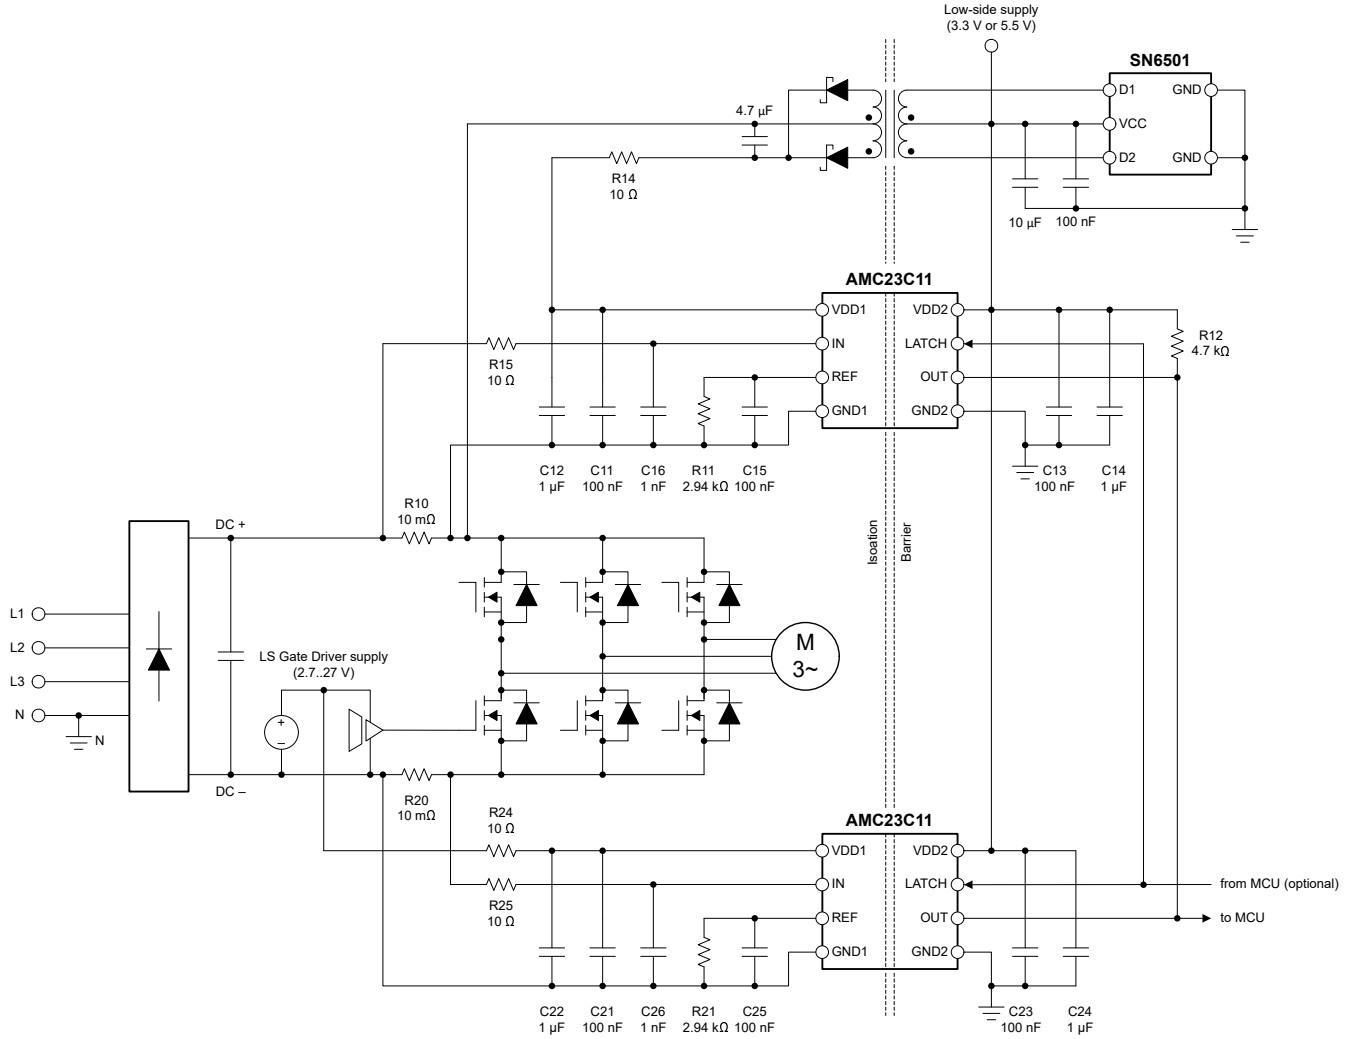 Low-side supply
(3.3 V or 5.5 V)
SN6501
D1
GND
4.7 µF
VCC
D2
GND
R14
10 Ω
10 µF
100 nF
AMC23C11
VDD1
VDD2
R12
4.7 kΩ
IN
LATCH
R15
10 Ω
REF
OUT
GND1
GND2
C12
1 µF
C11
100 nF
C16
1 nF
R11
2.94 kΩ
C15
100 nF
C13
100 nF
C14
1 µF
R10
10 mΩ
DC +
Isoation
Barrier
L1
L2
L3
N
N
LS Gate Driver supply
(2.7..27 V)
+
–
M
3~
DC –
R20
10 mΩ
R24
10 Ω
AMC23C11
VDD1
VDD2
IN
LATCH
from MCU (optional)
R25
10 Ω
REF
OUT
to MCU
GND1
GND2
C22
1 µF
C21
100 nF
C26
1 nF
R21
2.94 kΩ
C25
100 nF
C23
100 nF
C24
1 µF